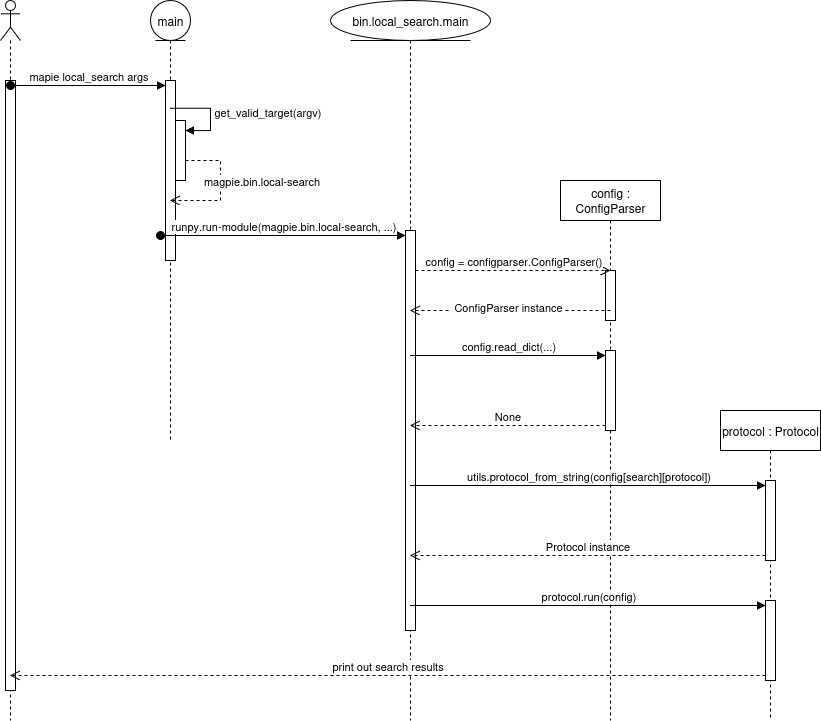 main
bin.local_search.main
mapie local_search args
get_valid_target(argv)
magpie.bin.local-search
config :
ConfigParser
runpy.run-module(magpie.bin.local-search, ...)
config = configparser.ConfigParser()
ConfigParser instance
config.read_dict(...)
None
protocol : Protocol
utils.protocol_from_string(config[search][protocol])
Protocol instance
protocol.run(config)
print out search results